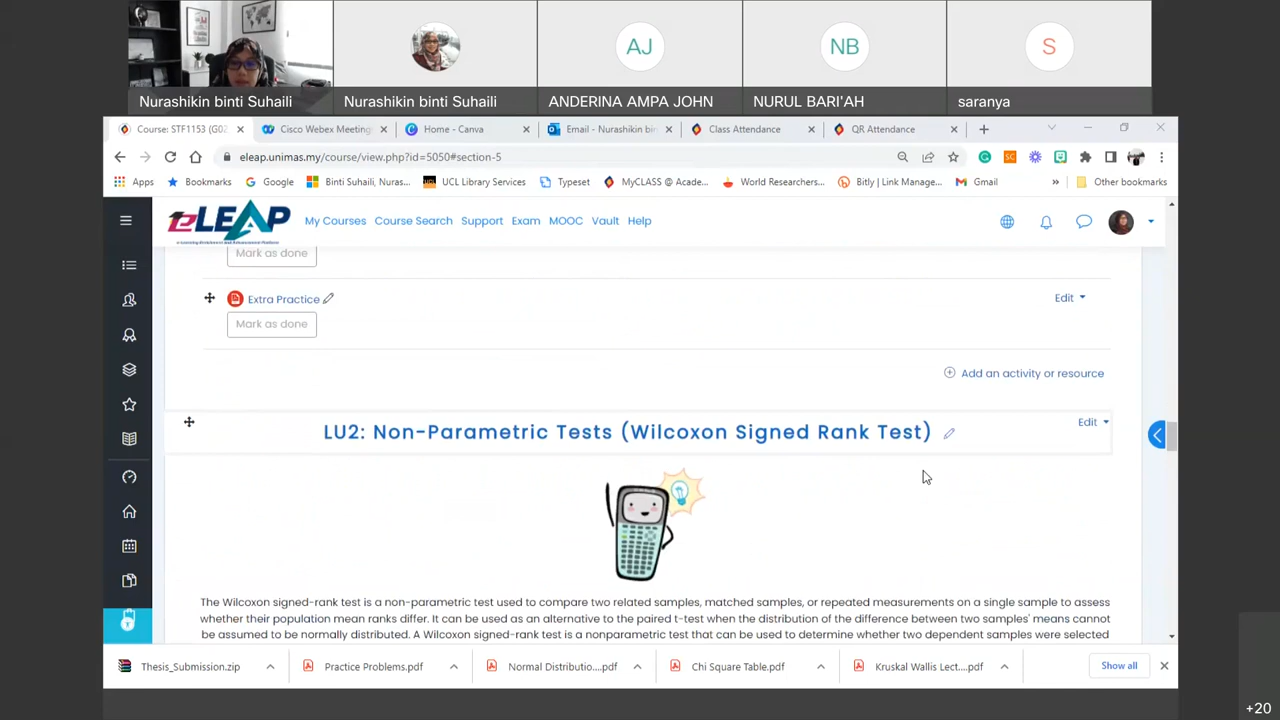 AJ
NB
S
Nurashikin binti Suhaili
Nurashikin binti Suhaili
ANDERINA AMPA JOHN
NURUL BARI'AH
saranya
Course: STF1153 (G02
Cisco Webex Meeting
Home - Canva
Email - Nurashikin bin
Class Attendance
QR Attendance
eleap.unimas.my/course/view.php?id=5050#section-5
Apps
Bookmarks
Google
Binti Suhaili, Nuras...
UCL Library Services
Typeset
MyCLASS @ Acade...
World Researchers...
Bitly | Link Manage...
Gmail
»
Other bookmarks
eLEAP
My Courses
Course Search
Support
Exam
MOOC
Vault
Help
Mark as done
Extra Practice
Edit
Mark as done
Add an activity or resource
Edit
LU2: Non-Parametric Tests (Wilcoxon Signed Rank Test)
The Wilcoxon signed-rank test is a non-parametric test used to compare two related samples, matched samples, or repeated measurements on a single sample to assess
whether their population mean ranks differ. It can be used as an alternative to the paired t-test when the distribution of the difference between two samples' means cannot
be assumed to be normally distributed. A Wilcoxon signed-rank test is a nonparametric test that can be used to determine whether two dependent samples were selected
Thesis_Submission.zip
Practice Problems.pdf
Normal Distributio....pdf
Chi Square Table.pdf
Kruskal Wallis Lect....pdf
Show all
+20